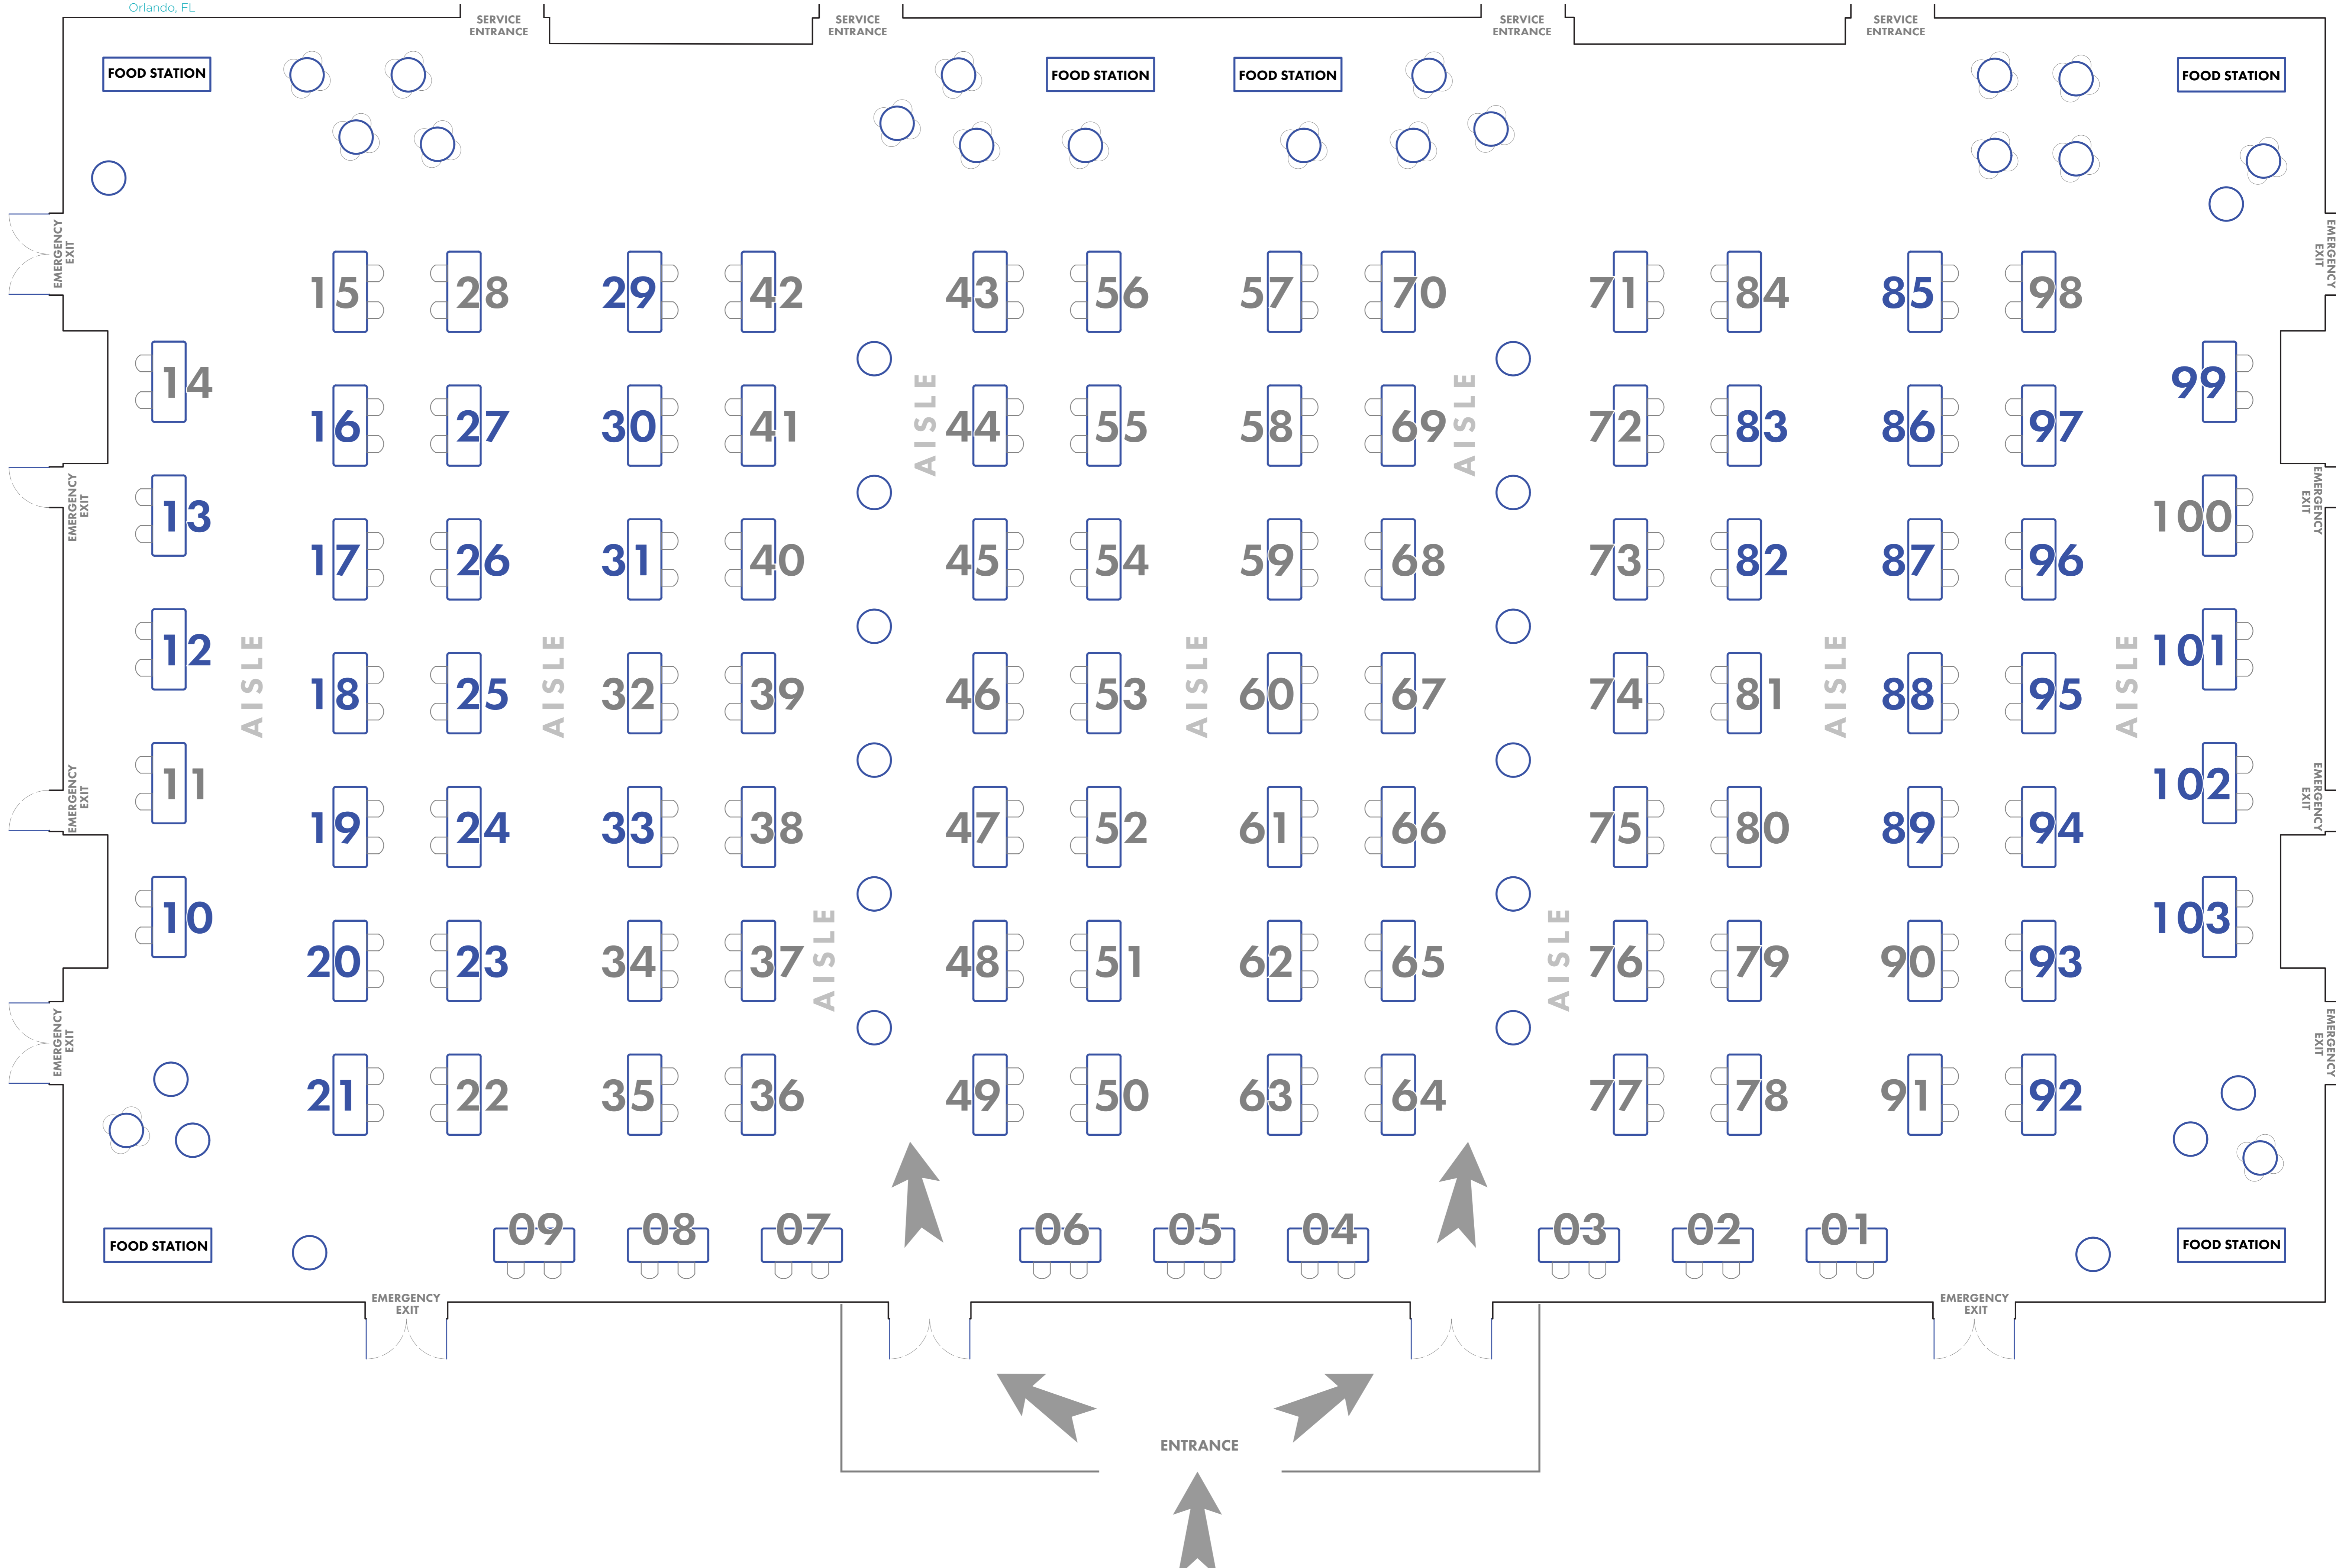 Orlando, FL
SERVICE
ENTRANCE
SERVICE
ENTRANCE
SERVICE
ENTRANCE
SERVICE
ENTRANCE
FOOD STATION
FOOD STATION
FOOD STATION
FOOD STATION
EMERGENCY
EXIT
EMERGENCY
EXIT
15 28 29 42 43 56 57 70 71 84 85 98
14 99
AISLE AISLE
16 27 30 41 44 55 58 69 72 83 86 97
EMERGENCY
EXIT
EMERGENCY
EXIT
13 100
17 26 31 40 45 54 59 68 73 82 87 96
12 101
AISLE AISLE AISLE AISLE AISLE
18 25 32 39 46 53 60 67 74 81 88 95
11 102
EMERGENCY
EXIT
EMERGENCY
EXIT
19 24 33 38 47 52 61 66 75 80 89 94
10 103
AISLE AISLE
20 23 34 37 48 51 62 65 76 79 90 93
EMERGENCY
EXIT
EMERGENCY
EXIT
21 22 35 36 49 50 63 64 77 78 91 92
09 08 07 06 05 04 03 02 01
FOOD STATION
FOOD STATION
EMERGENCY
EXIT
EMERGENCY
EXIT
ENTRANCE